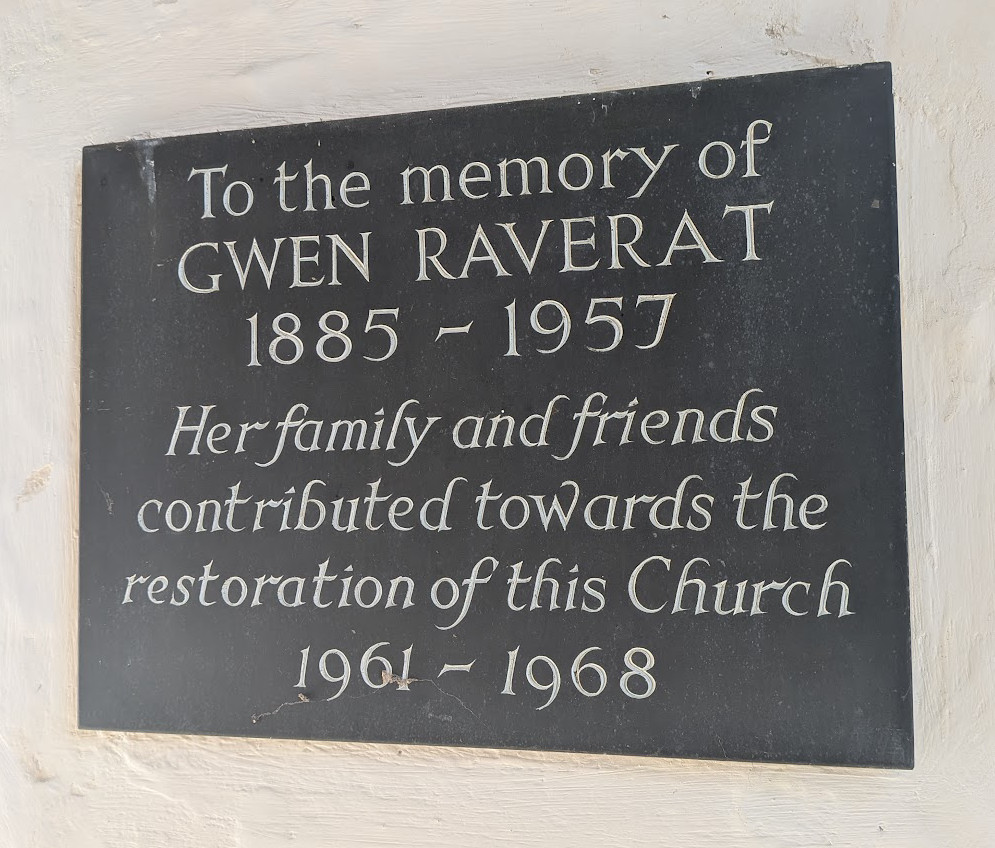 To the memory of
GWEN RAVERAT
1885 – 1957
Her family and friends
contributed towards the
restoration of this Church
1961 – 1968